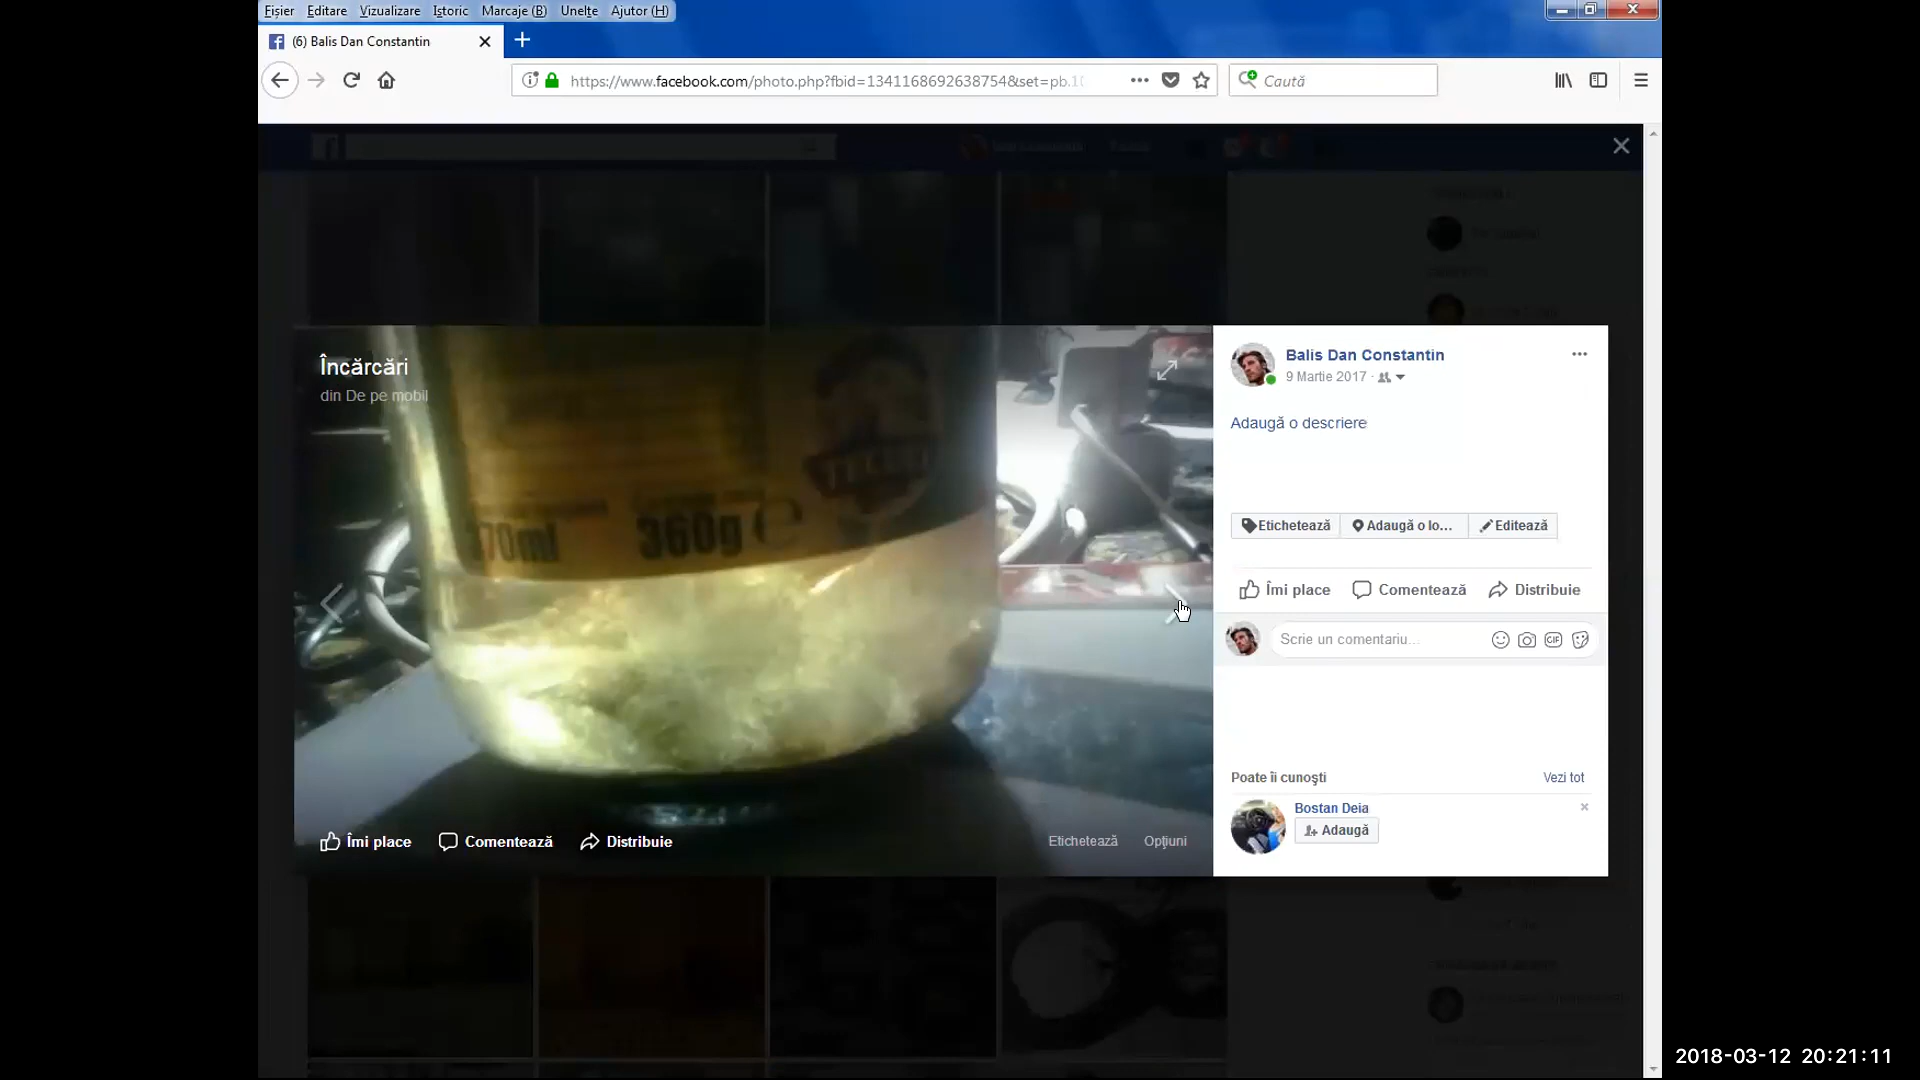 Fișier Editare Vizualizare Istoric Marcaje (B) Unelte Ajutor (H)
(6) Balis Dan Constantin
https://www.facebook.com/photo.php?fbid=1341168692638754&set=pb.10
Caută
Încărcări
din De pe mobil
70ml 360g e
Balis Dan Constantin
9 Martie 2017
Adaugă o descriere
Etichetează Adaugă o lo... Editează
Îmi place Comentează Distribuie
Scrie un comentariu...
GIF
Poate îi cunoști Vezi tot
Bostan Deia
Adaugă
Îmi place Comentează Distribuie Etichetează Opțiuni
2018-03-12 20:21:11